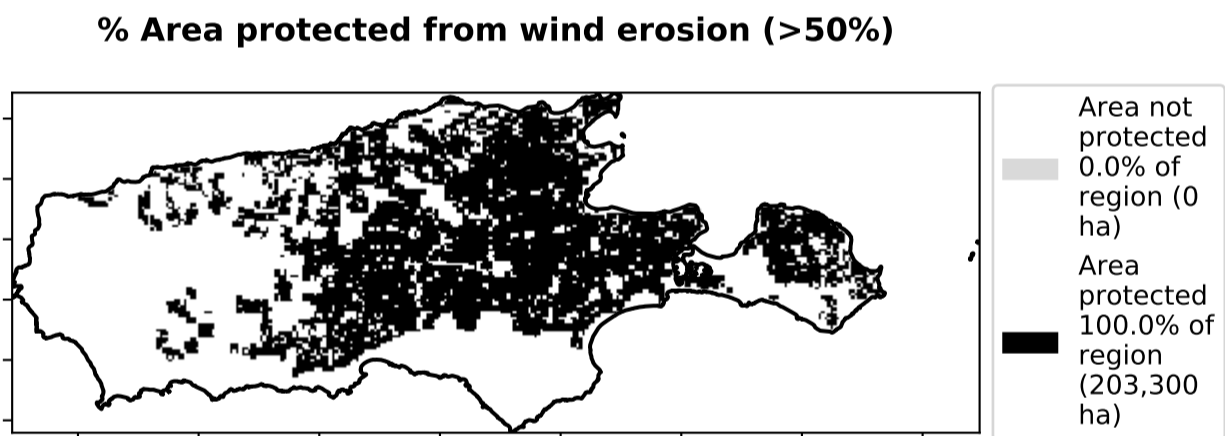 % Area protected from wind erosion (>50%)
Area not
protected
0.0% of
region (0
ha)
Area
protected
100.0% of
region
(203,300
ha)